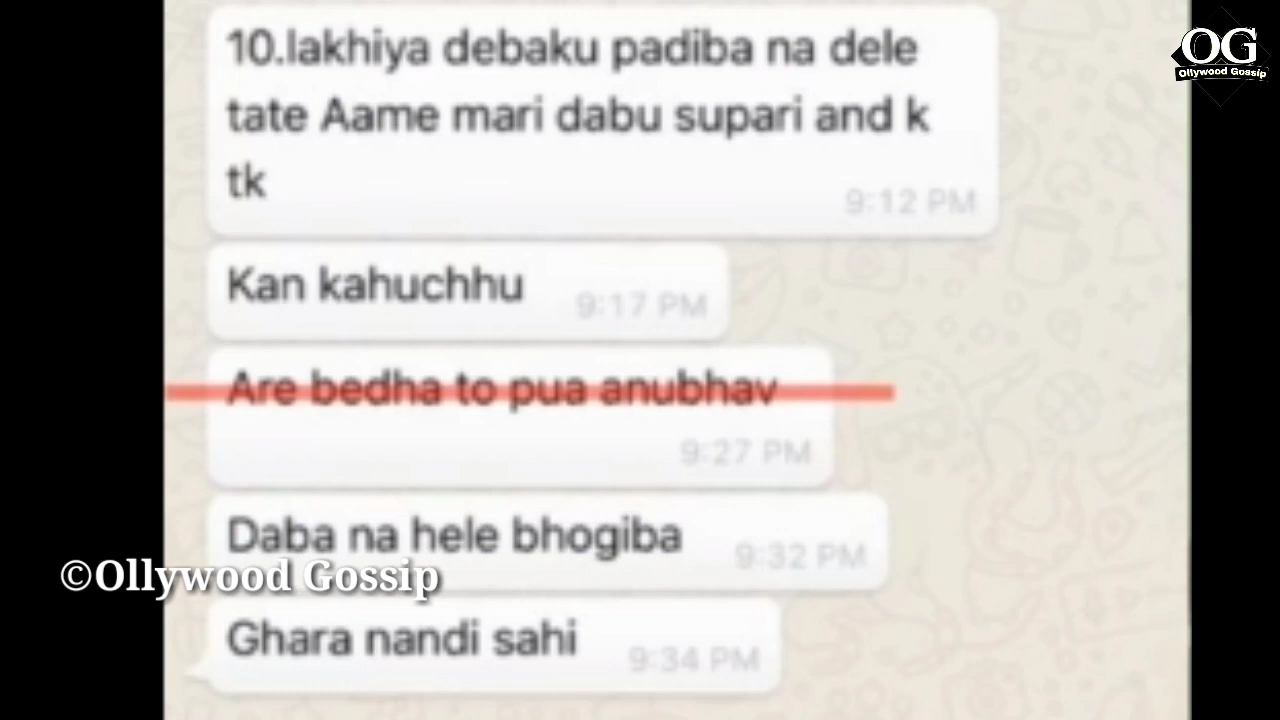 10.lakhiya debaku padiba na dele
tate Aame mari dabu supari and k
tk
9:12 PM
Kan kahuchhu
9:17 PM
Are bedha to pua anubhav
9:27 PM
Daba na hele bhogiba
9:32 PM
Ghara nandi sahi
9:34 PM
©Ollywood Gossip
OG
Ollywood Gossip